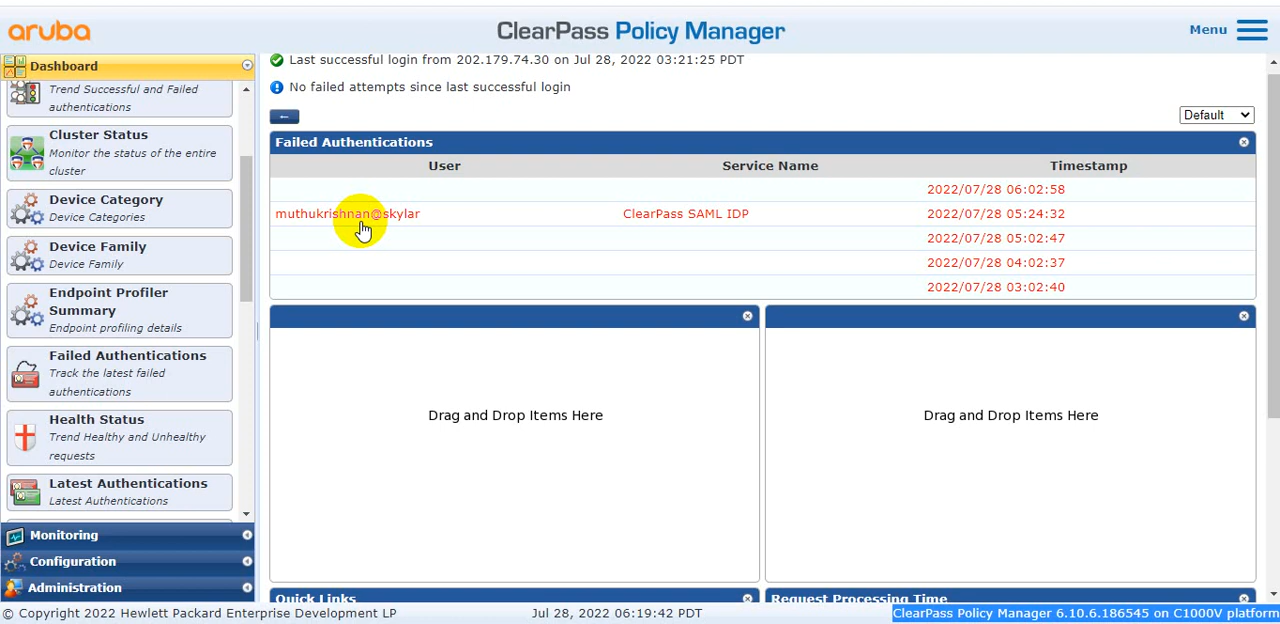 aruba
ClearPass Policy Manager
Menu
Dashboard
Trend Successful and Failed
authentications
Cluster Status
Monitor the status of the entire
cluster
Device Category
Device Categories
Device Family
Device Family
Endpoint Profiler
Summary
Endpoint profiling details
Failed Authentications
Track the latest failed
authentications
Health Status
Trend Healthy and Unhealthy
requests
Latest Authentications
Latest Authentications
Monitoring
Configuration
Administration
Last successful login from 202.179.74.30 on Jul 28, 2022 03:21:25 PDT
No failed attempts since last successful login
Default
Failed Authentications
User Service Name Timestamp
2022/07/28 06:02:58
muthukrishnan@skylar ClearPass SAML IDP 2022/07/28 05:24:32
2022/07/28 05:02:47
2022/07/28 04:02:37
2022/07/28 03:02:40
Drag and Drop Items Here
Drag and Drop Items Here
Quick Links
Request Processing Time
© Copyright 2022 Hewlett Packard Enterprise Development LP
Jul 28, 2022 06:19:42 PDT
ClearPass Policy Manager 6.10.6.186545 on C1000V platform